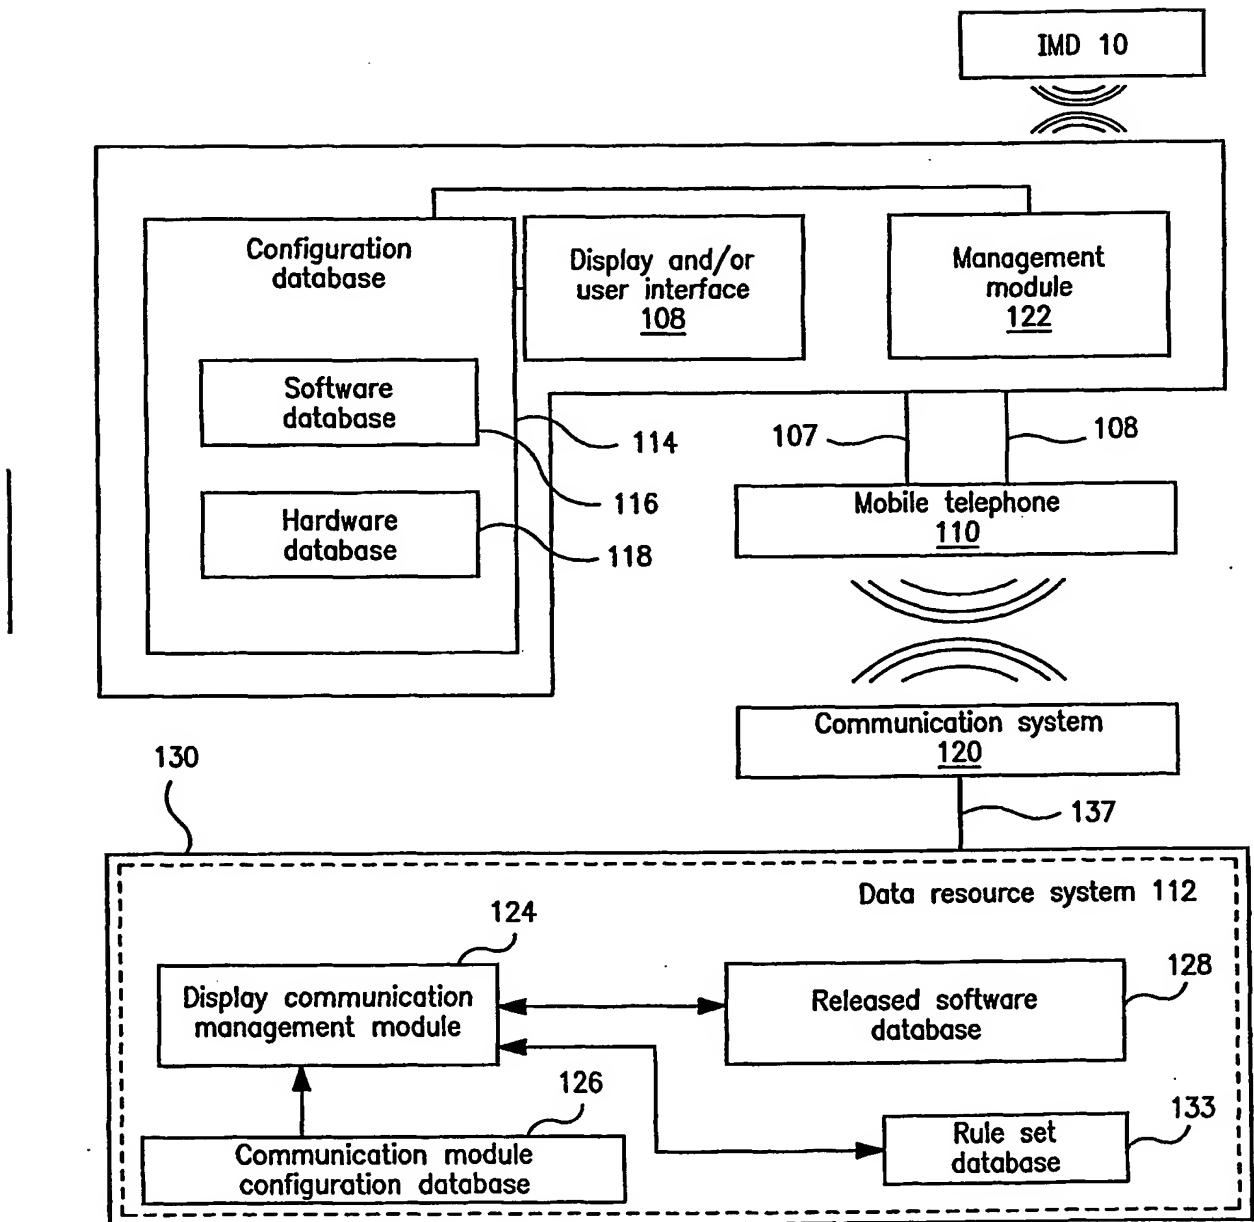 IMD 10
Configuration
database
Display and/or
user interface
108
Management
module
122
Software
database
114
107
108
116
Mobile telephone
110
Hardware
database
118
Communication system
120
130
137
Data resource system 112
124
128
Display communication
management module
Released software
database
126
133
Communication module
configuration database
Rule set
database